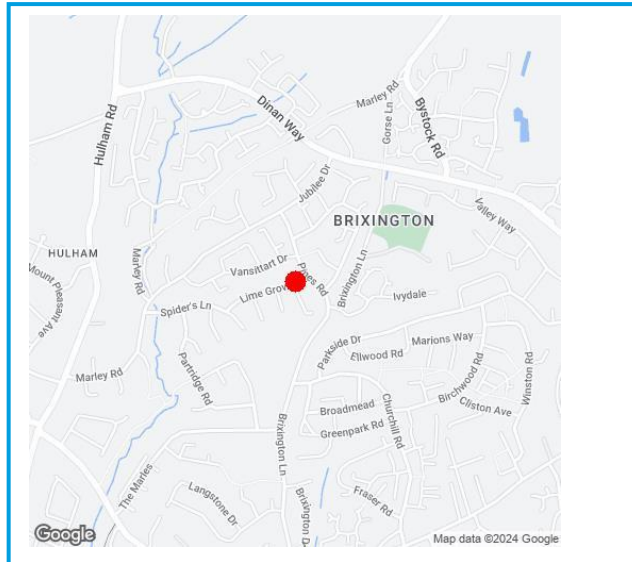 Dinan Way
Marley Rd
Gorse Ln
Bystock Rd
Hulham Rd
Jubilee Dr
Valley Way
BRIXINGTON
HULHAM
Marley Rd
Vansittart Dr
Pines Rd
Brixington Ln
Mount Pleasant Ave
Lime Grov
Ivydale
Spider's Ln
Parkside Dr
Marions Way
Ellwood Rd
Marley Rd
Partridge Rd
Birchwood Rd
Winston Rd
Broadmead
Cliston Ave
Churchill Rd
Greenpark Rd
Brixington Ln
The Marles
Langstone Dr
Brixington D
Fraser Rd
Google
Map data ©2024 Google